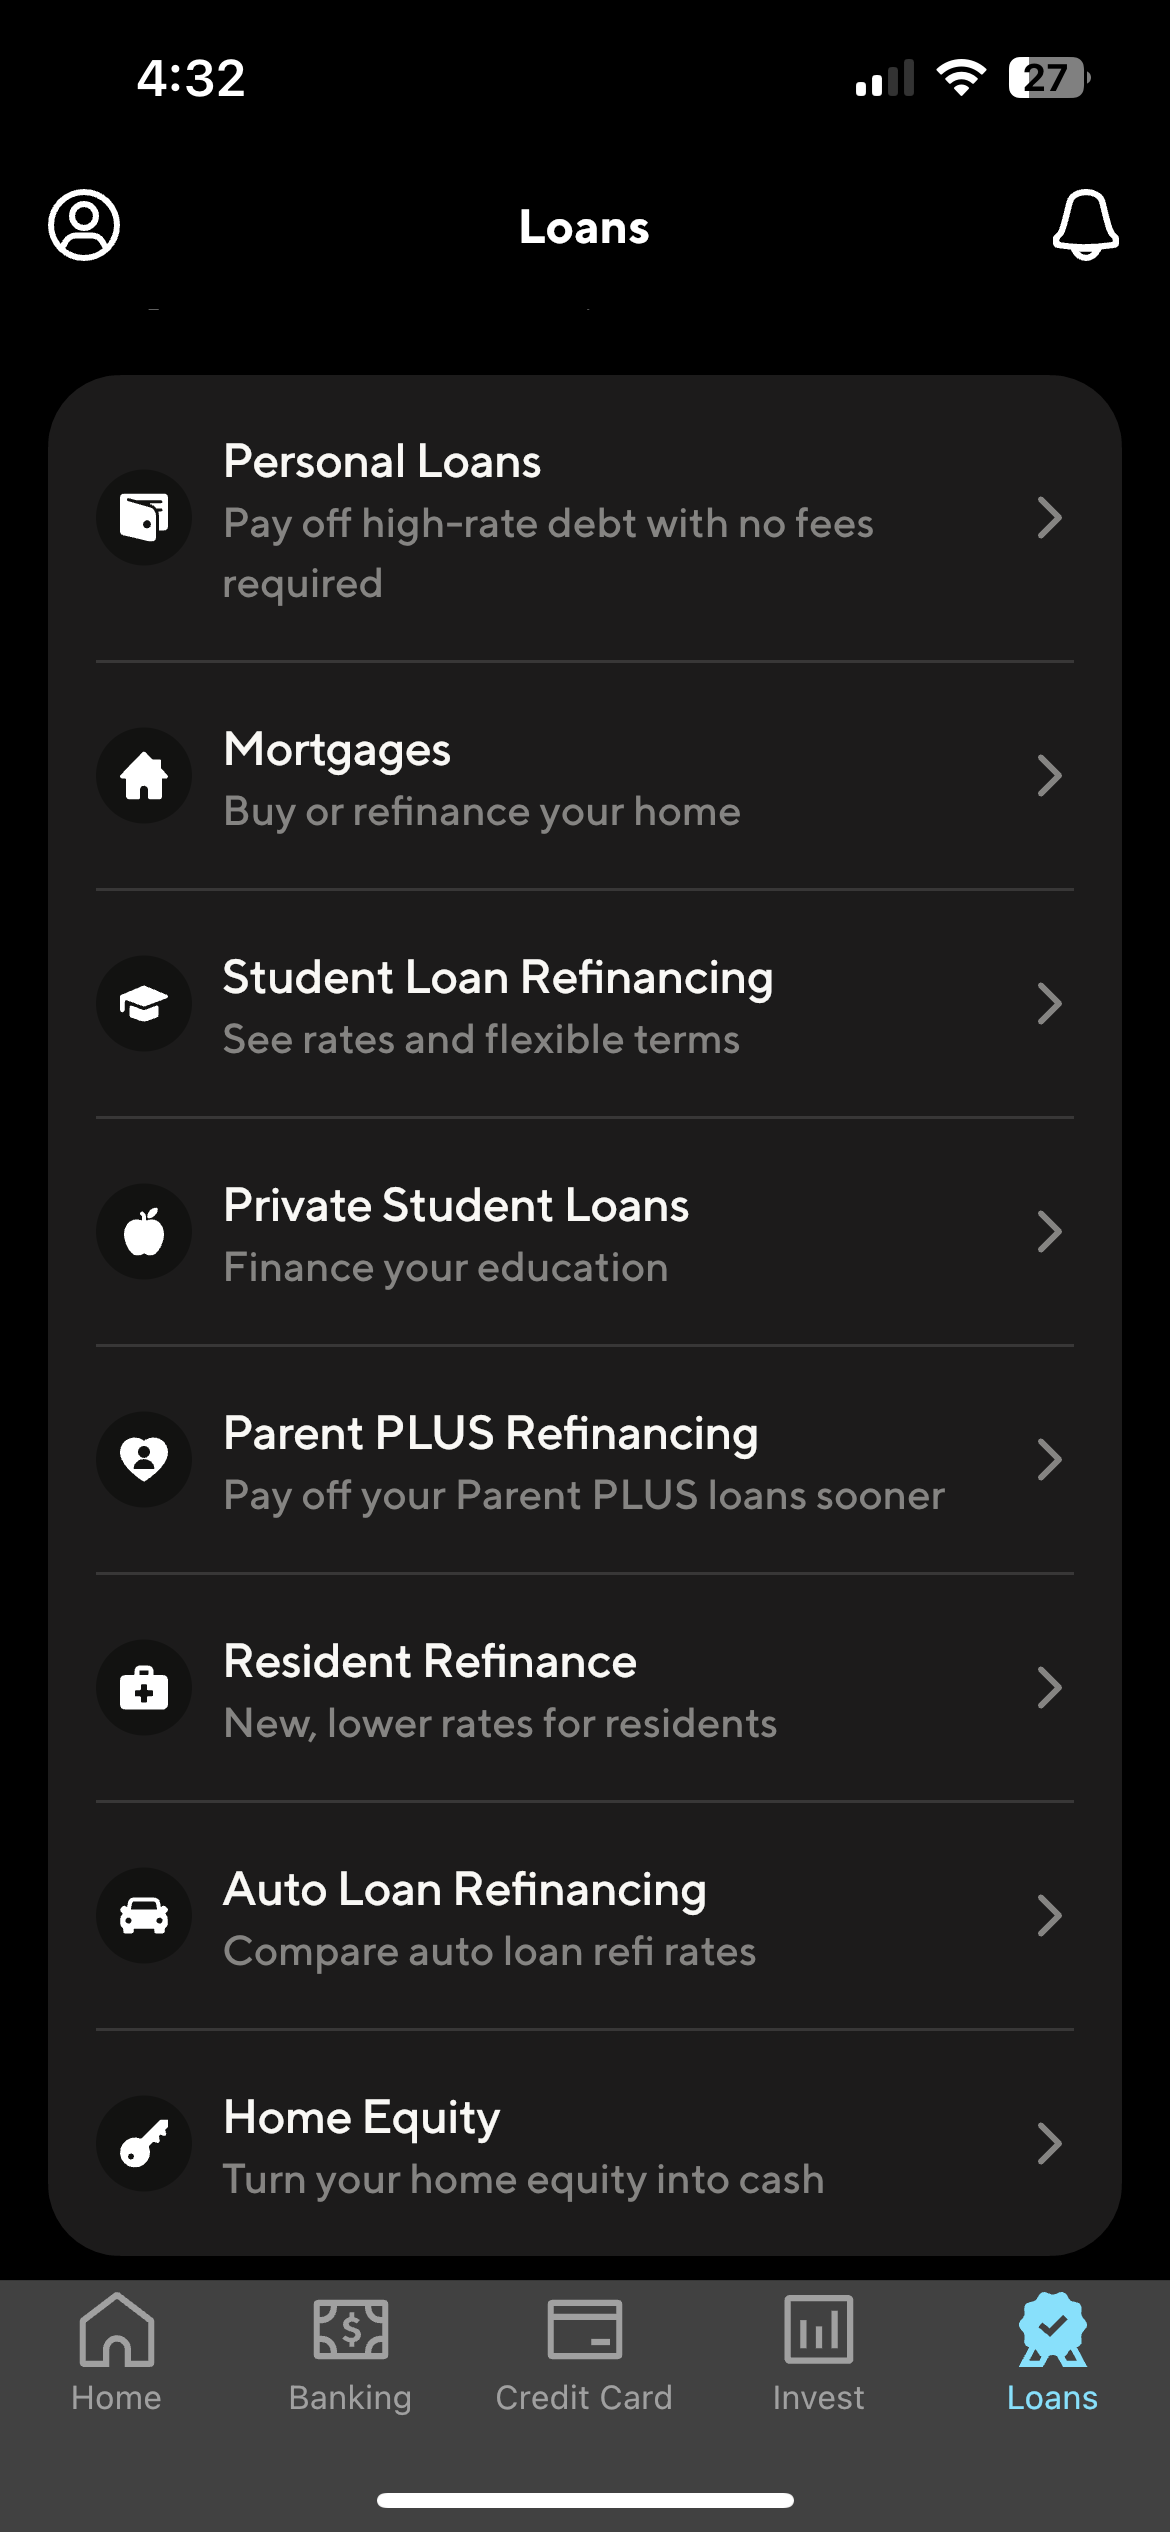 4:32
27
Loans
Personal Loans
Pay off high-rate debt with no fees
required
Mortgages
Buy or refinance your home
Student Loan Refinancing
See rates and flexible terms
Private Student Loans
Finance your education
Parent PLUS Refinancing
Pay off your Parent PLUS loans sooner
Resident Refinance
New, lower rates for residents
Auto Loan Refinancing
Compare auto loan refi rates
Home Equity
Turn your home equity into cash
Home
Banking
Credit Card
Invest
Loans